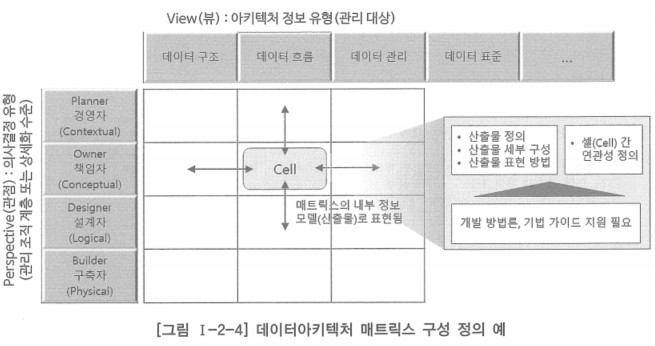 View(뷰) : 아키텍처 정보 유형(관리 대상)
데이터 구조
데이터 흐름
데이터 관리
데이터 표준
...
Perspective(관점) : 의사결정 유형
(관리 조직 계층 또는 상세화 수준)
Planner
경영자
(Contextual)
Owner
책임자
(Conceptual)
Designer
설계자
(Logical)
Builder
구축자
(Physical)
Cell
매트릭스의 내부 정보
모델(산출물)로 표현됨
• 산출물 정의
• 산출물 세부 구성
• 산출물 표현 방법
• 셀(Cell) 간
연관성 정의
개발 방법론, 기법 가이드 지원 필요
[그림 Ⅰ-2-4] 데이터아키텍처 매트릭스 구성 정의 예